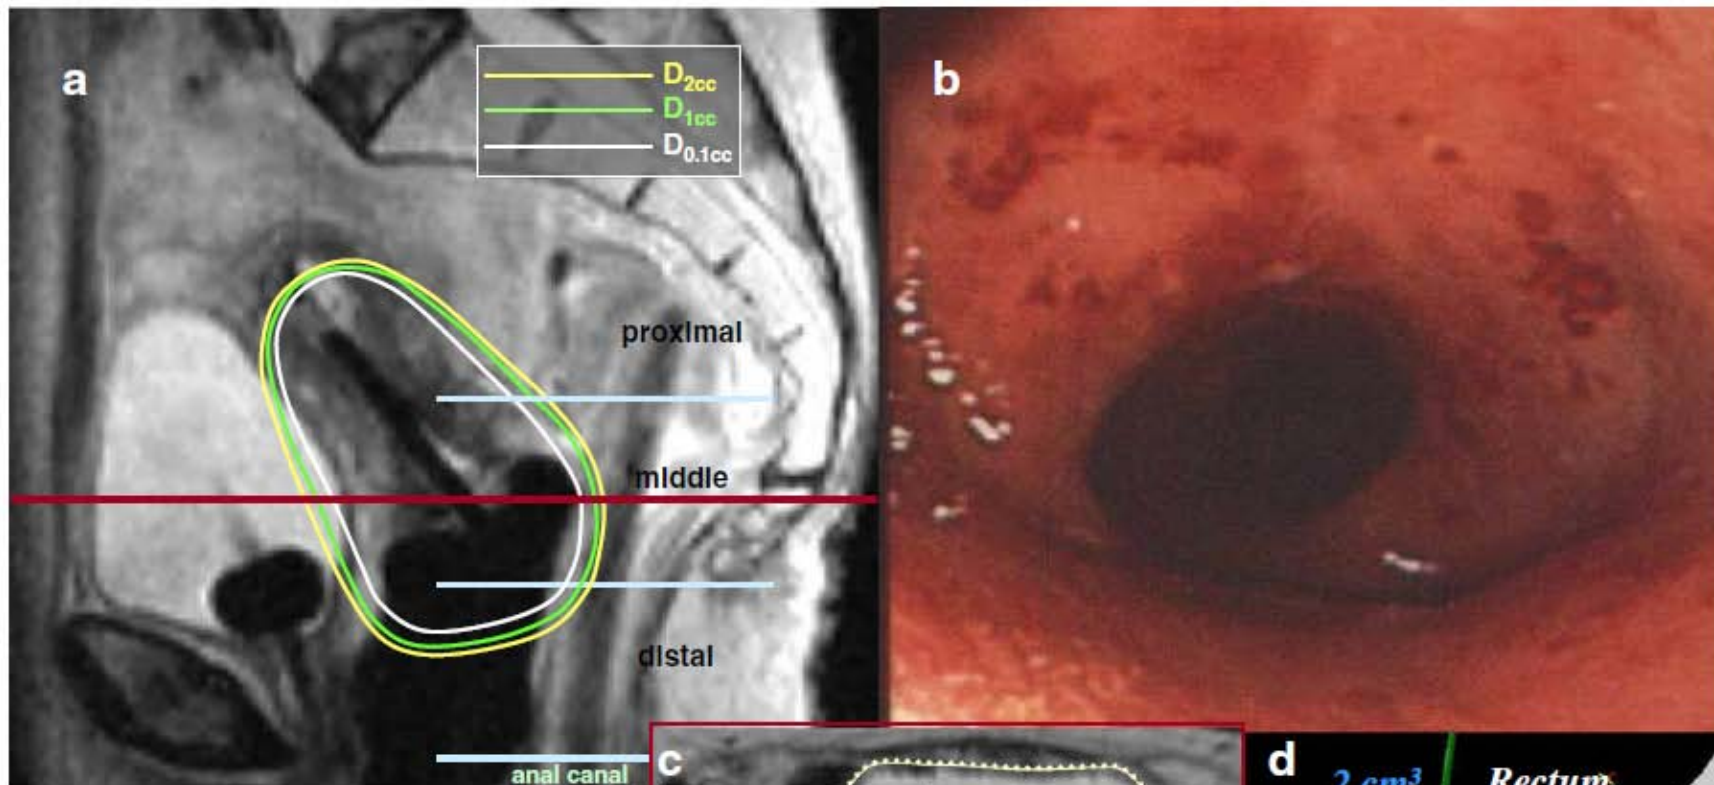 a
D2cc
D1cc
D0.1cc
proximal
middle
distal
anal canal
b
c
d
2 cm³
Rectum